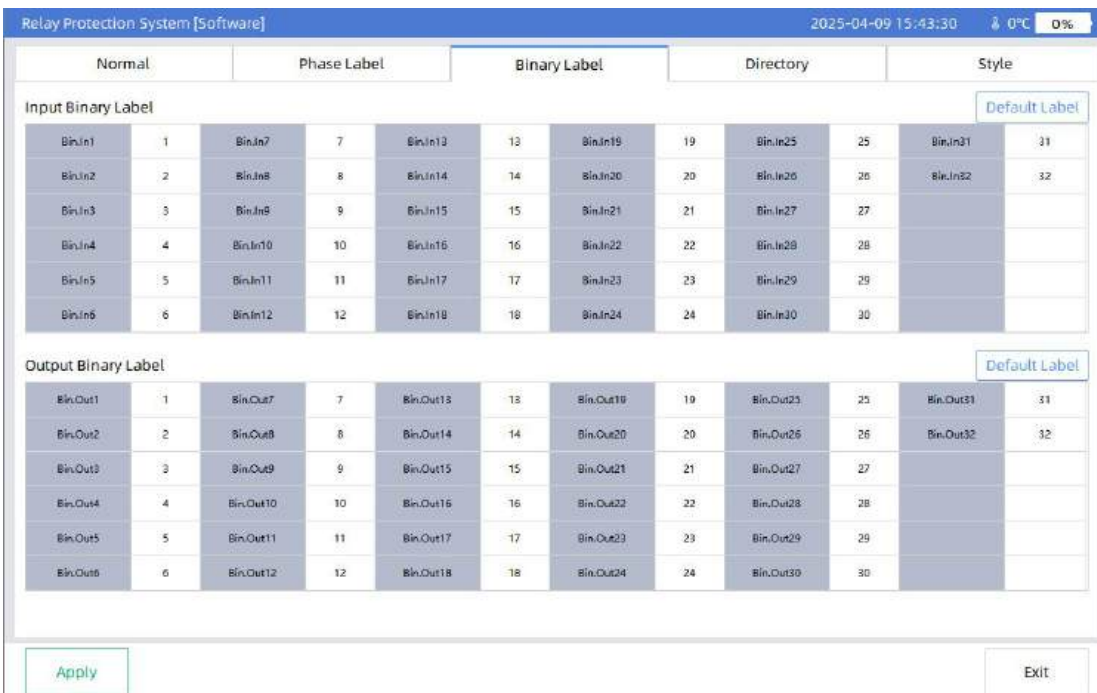 Relay Protection System [Software] 2025-04-09 15:43:30 0°C 0%
Normal Phase Label Binary Label Directory Style
Input Binary Label Default Label
Bin.In1 1 Bin.In7 7 Bin.In13 13 Bin.In19 19 Bin.In25 25 Bin.In31 31
Bin.In2 2 Bin.In8 8 Bin.In14 14 Bin.In20 20 Bin.In26 26 Bin.In32 32
Bin.In3 3 Bin.In9 9 Bin.In15 15 Bin.In21 21 Bin.In27 27
Bin.In4 4 Bin.In10 10 Bin.In16 16 Bin.In22 22 Bin.In28 28
Bin.In5 5 Bin.In11 11 Bin.In17 17 Bin.In23 23 Bin.In29 29
Bin.In6 6 Bin.In12 12 Bin.In18 18 Bin.In24 24 Bin.In30 30
Output Binary Label Default Label
Bin.Out1 1 Bin.Out7 7 Bin.Out13 13 Bin.Out19 19 Bin.Out25 25 Bin.Out31 31
Bin.Out2 2 Bin.Out8 8 Bin.Out14 14 Bin.Out20 20 Bin.Out26 26 Bin.Out32 32
Bin.Out3 3 Bin.Out9 9 Bin.Out15 15 Bin.Out21 21 Bin.Out27 27
Bin.Out4 4 Bin.Out10 10 Bin.Out16 16 Bin.Out22 22 Bin.Out28 28
Bin.Out5 5 Bin.Out11 11 Bin.Out17 17 Bin.Out23 23 Bin.Out29 29
Bin.Out6 6 Bin.Out12 12 Bin.Out18 18 Bin.Out24 24 Bin.Out30 30
Apply Exit